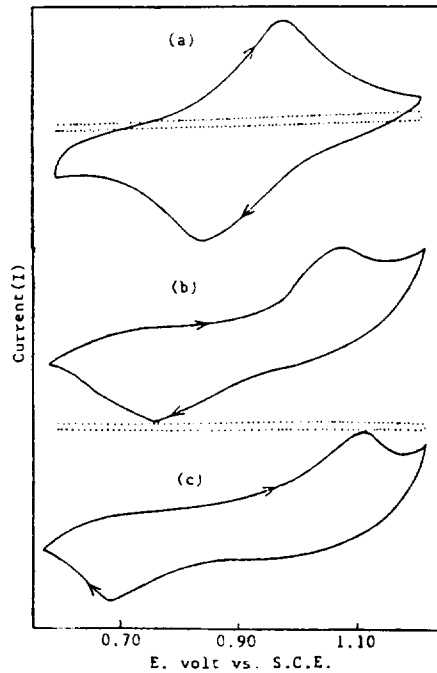 (a)
(b)
(c)
Current(I)
0.70 0.90 1.10
E. volt vs. S.C.E.